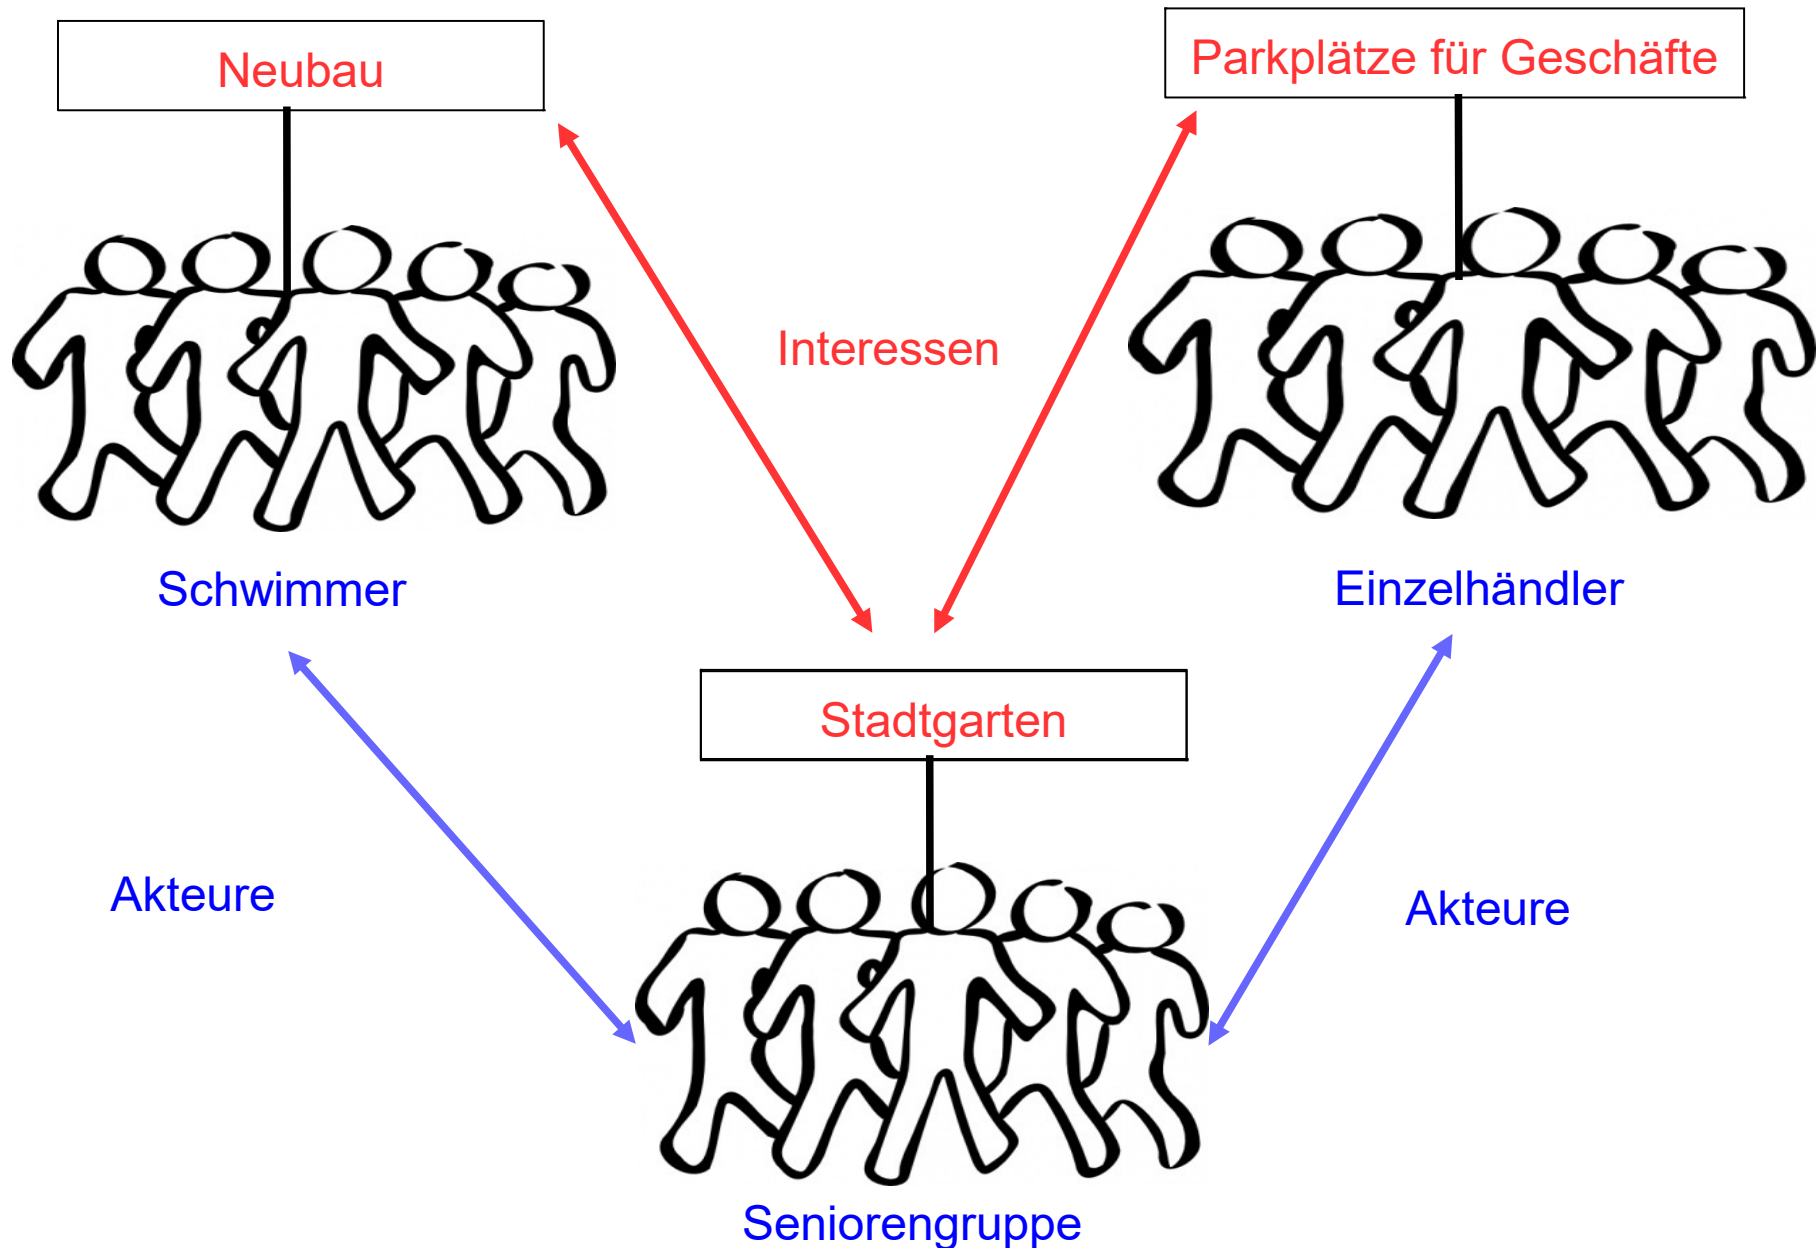 Neubau
Parkplätze für Geschäfte
Interessen
Schwimmer
Einzelhändler
Stadtgarten
Akteure
Akteure
Seniorengruppe